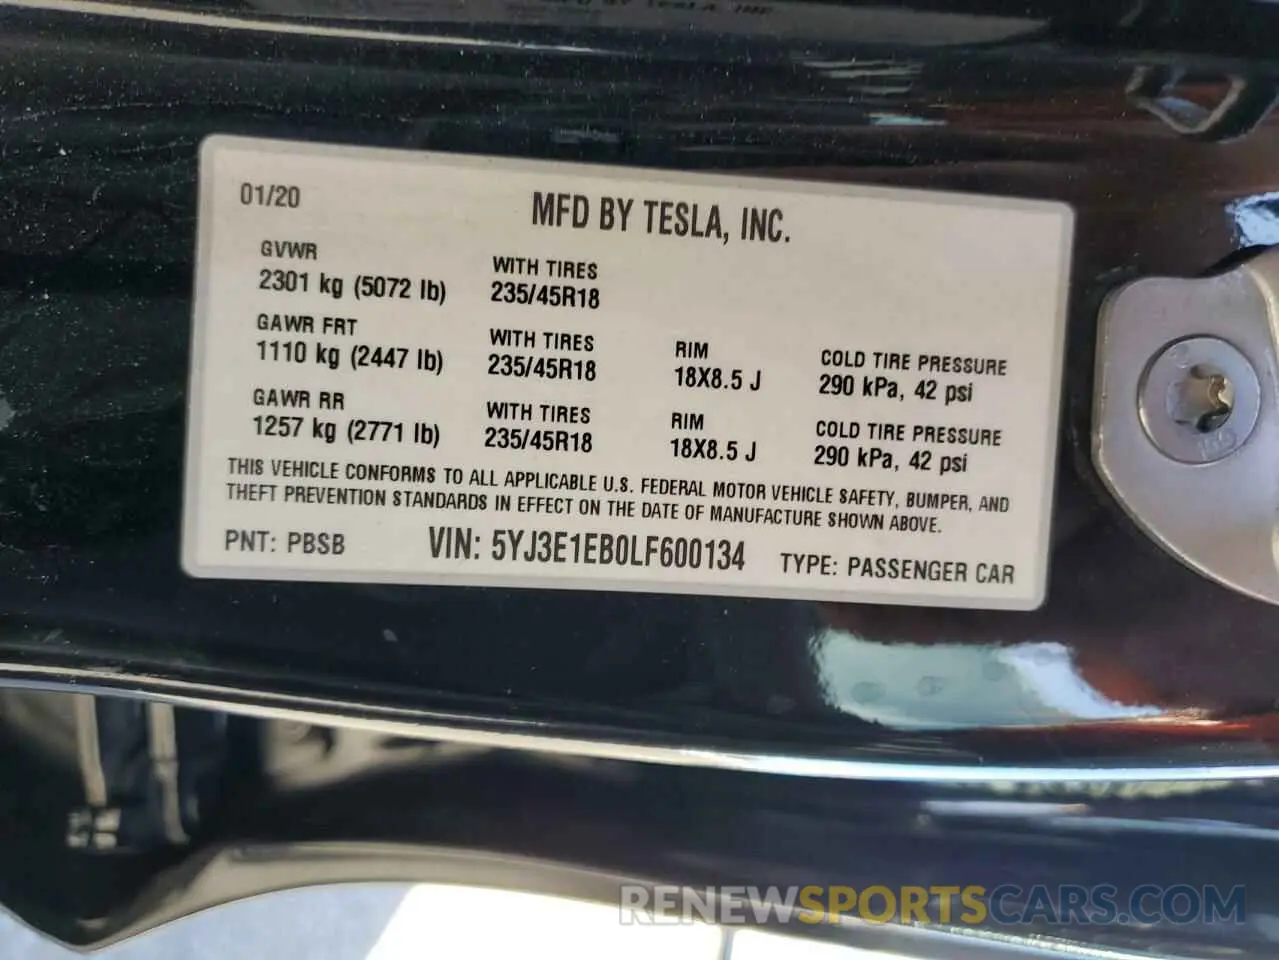 01/20
MFD BY TESLA, INC.
GVWR
2301 kg (5072 lb)
WITH TIRES
235/45R18
GAWR FRT
1110 kg (2447 lb)
WITH TIRES
235/45R18
RIM
18X8.5 J
COLD TIRE PRESSURE
290 kPa, 42 psi
GAWR RR
1257 kg (2771 lb)
WITH TIRES
235/45R18
RIM
18X8.5 J
COLD TIRE PRESSURE
290 kPa, 42 psi
THIS VEHICLE CONFORMS TO ALL APPLICABLE U.S. FEDERAL MOTOR VEHICLE SAFETY, BUMPER, AND
THEFT PREVENTION STANDARDS IN EFFECT ON THE DATE OF MANUFACTURE SHOWN ABOVE.
PNT: PBSB
VIN: 5YJ3E1EB0LF600134
TYPE: PASSENGER CAR
RENEWSPORTSCARS.COM